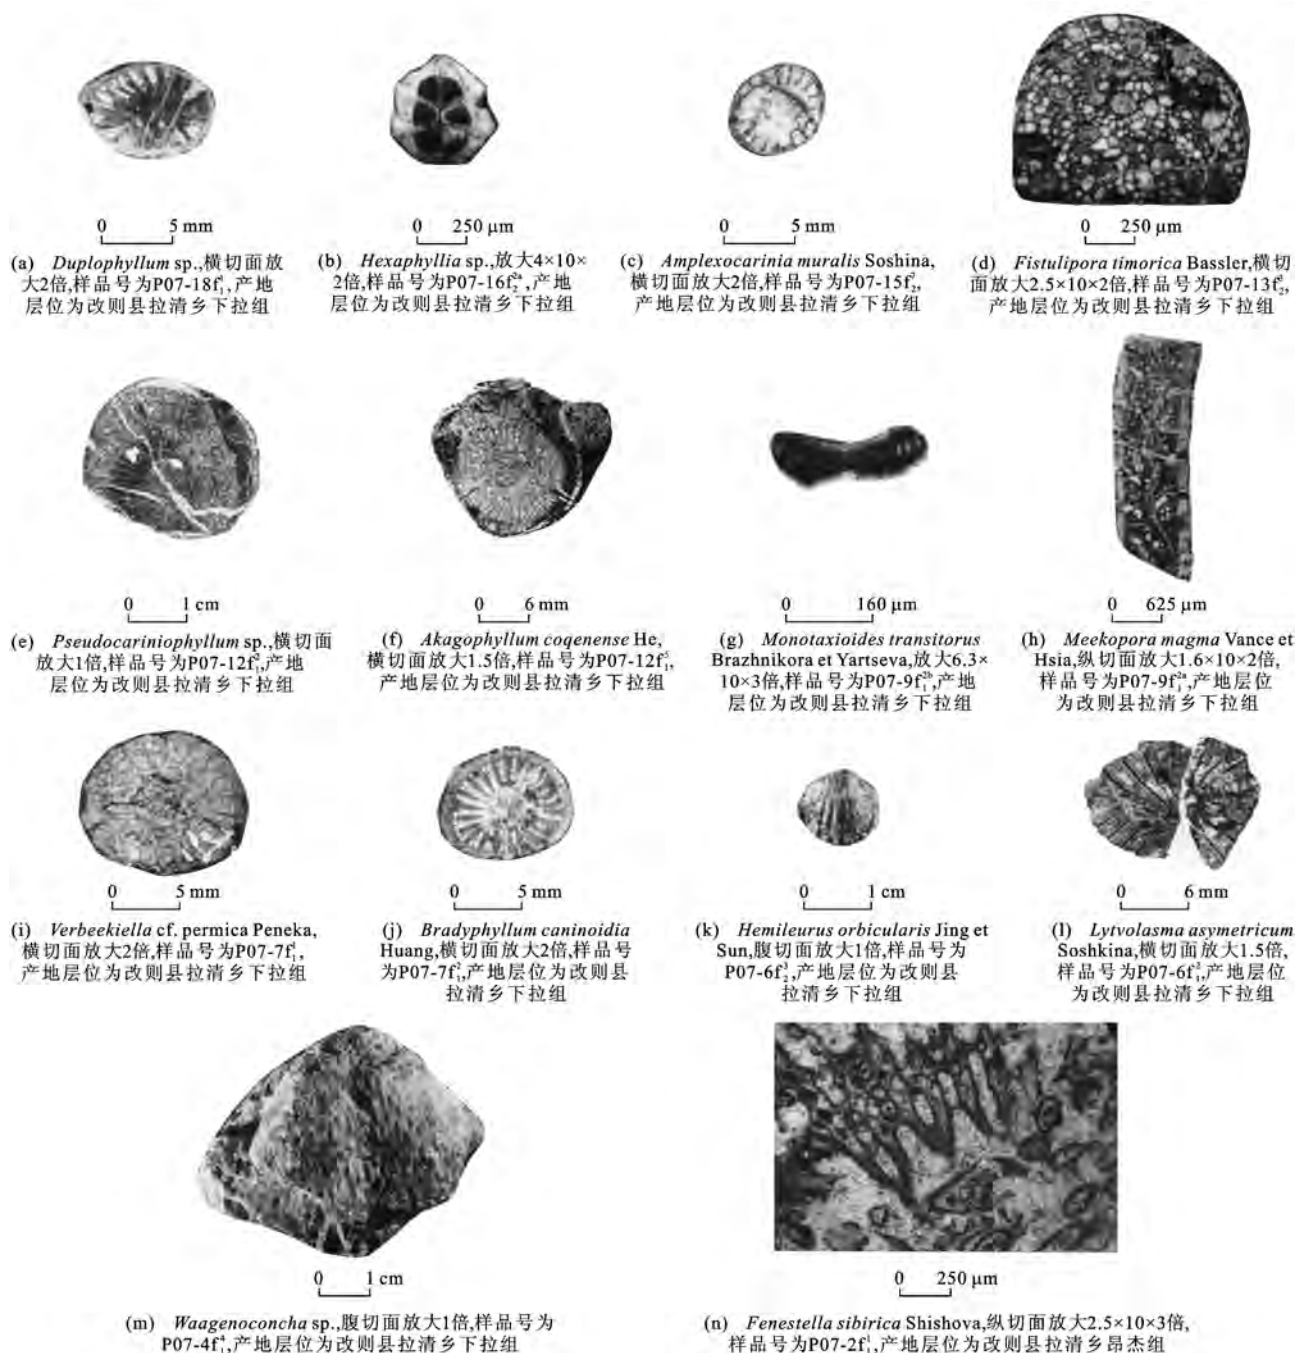 0 5 mm
0 250 μm
0 5 mm
0 250 μm
(a) Duplophyllum sp.,横切面放
大2倍,样品号为P07-18f₁⁴,产地
层位为改则县拉清乡下拉组
(b) Hexaphyllia sp.,放大4×10×
2倍,样品号为P07-16f₂²ᵃ,产地
层位为改则县拉清乡下拉组
(c) Amplexocarinia muralis Soshina,
横切面放大2倍,样品号为P07-15f₂²,
产地层位为改则县拉清乡下拉组
(d) Fistulipora timorica Bassler,横切
面放大2.5×10×2倍,样品号为
产地层位为改则县拉清乡下拉组
0 1 cm
0 6 mm
0 160 μm
0 625 μm
(e) Pseudocariniophyllum sp.,横切面
放大1倍,样品号为P07-12f₁²,产地
层位为改则县拉清乡下拉组
(f) Akagophyllum coqenense He,
横切面放大1.5倍,样品号为P07-12f₁⁵,
产地层位为改则县拉清乡下拉组
(g) Monotaxioides transitorus
Brazhnikora et Yartseva,放大6.3×
10×3倍,样品号为P07-9f₁²ᵇ,产地
层位为改则县拉清乡下拉组
(h) Meekopora magma Vance et
Hsia,纵切面放大1.6×10×2倍,
样品号为P07-9f₁²ᵃ,产地层位
为改则县拉清乡下拉组
0 5 mm
0 5 mm
0 1 cm
0 6 mm
(i) Verbeekiella cf. permica Peneka,
横切面放大2倍,样品号为P07-7f₁¹,
产地层位为改则县拉清乡下拉组
(j) Bradyphyllum caninoidia
Huang,横切面放大2倍,样品号
为P07-7f₁²,产地层位为改则县
拉清乡下拉组
(k) Hemileurus orbicularis Jing et
Sun,腹切面放大1倍,样品号为
P07-6f₂³,产地层位为改则县
拉清乡下拉组
(l) Lytvolasma asymetricum
Soshkina,横切面放大1.5倍,
样品号为P07-6f₁³,产地层位
为改则县拉清乡下拉组
0 1 cm
0 250 μm
(m) Waagenoconcha sp.,腹切面放大1倍,样品号为
P07-4f₁⁴,产地层位为改则县拉清乡下拉组
(n) Fenestella sibirica Shishova,纵切面放大2.5×10×3倍,
样品号为P07-2f₁¹,产地层位为改则县拉清乡昂杰组